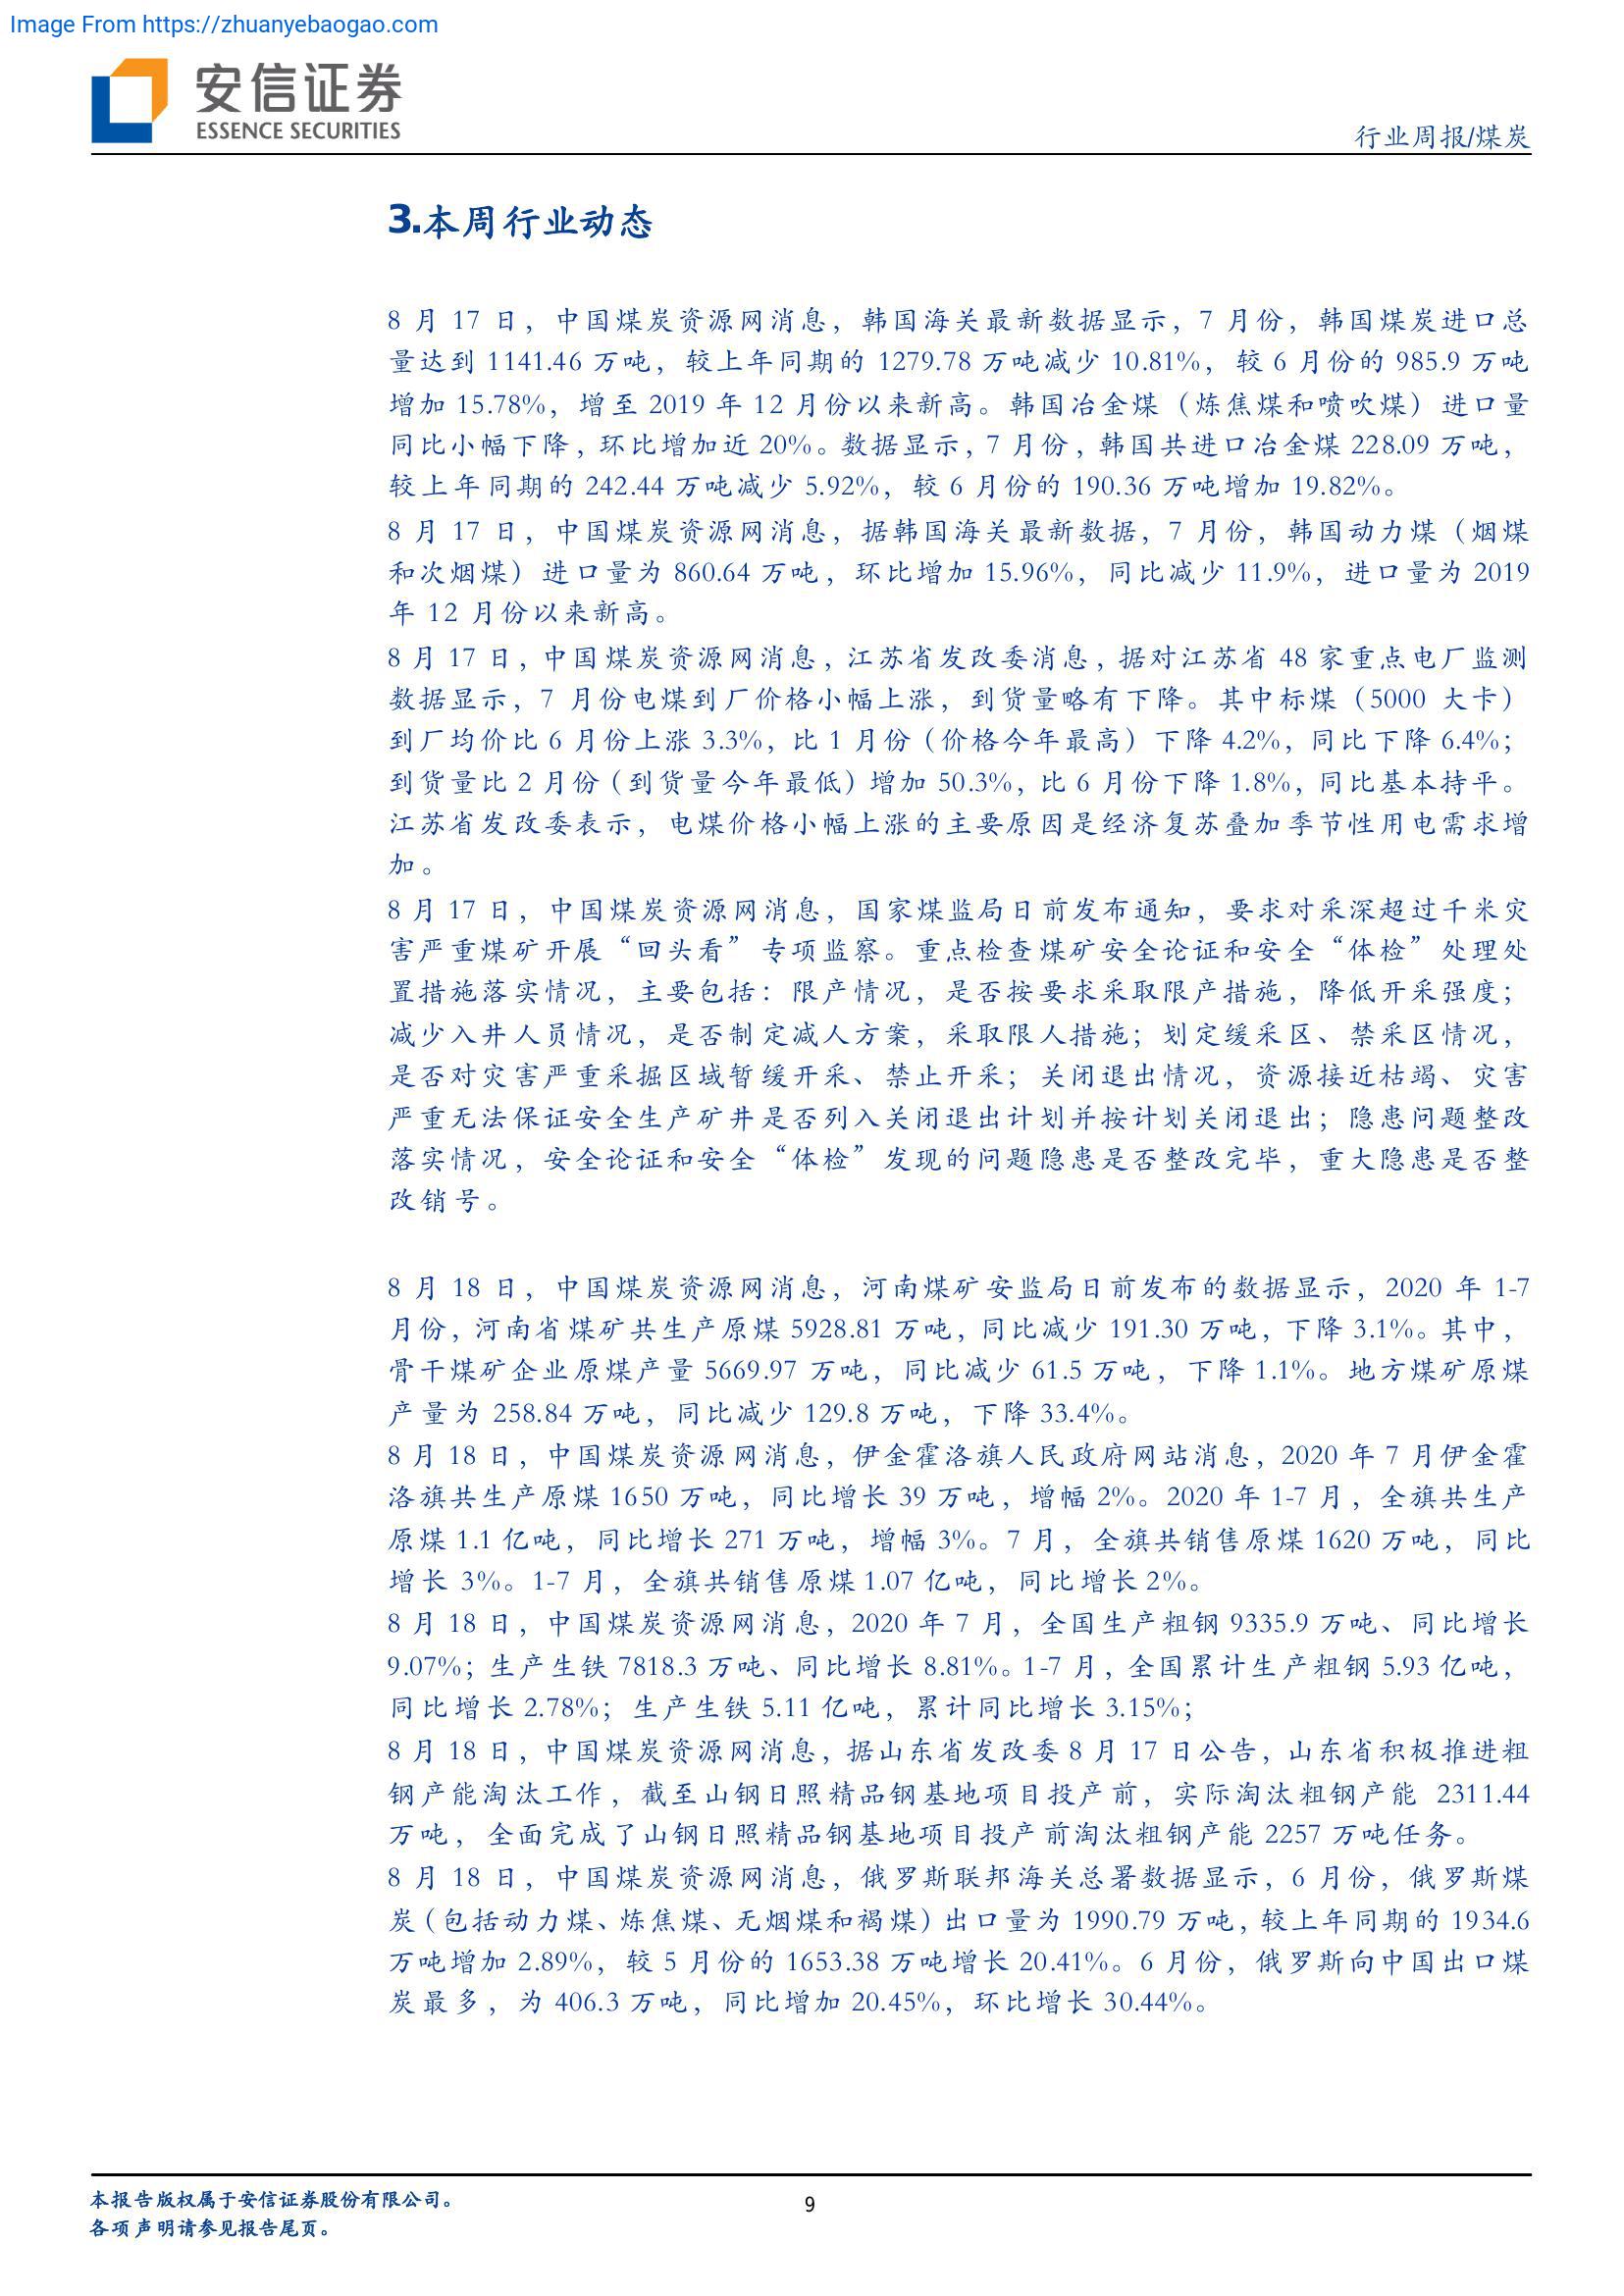 Image From https://zhuanyebaogao.com
安信证券
ESSENCE SECURITIES
行业周报/煤炭
3.本周行业动态
8 月 17 日，中国煤炭资源网消息，韩国海关最新数据显示，7 月份，韩国煤炭进口总
量达到 1141.46 万吨，较上年同期的 1279.78 万吨减少 10.81%，较 6 月份的 985.9 万吨
增加 15.78%，增至 2019 年 12 月份以来新高。韩国冶金煤（炼焦煤和喷吹煤）进口量
同比小幅下降，环比增加近 20%。数据显示，7 月份，韩国共进口冶金煤 228.09 万吨，
较上年同期的 242.44 万吨减少 5.92%，较 6 月份的 190.36 万吨增加 19.82%。
8 月 17 日，中国煤炭资源网消息，据韩国海关最新数据，7 月份，韩国动力煤（烟煤
和次烟煤）进口量为 860.64 万吨，环比增加 15.96%，同比减少 11.9%，进口量为 2019
年 12 月份以来新高。
8 月 17 日，中国煤炭资源网消息，江苏省发改委消息，据对江苏省 48 家重点电厂监测
数据显示，7 月份电煤到厂价格小幅上涨，到货量略有下降。其中标煤（5000 大卡）
到厂均价比 6 月份上涨 3.3%，比 1 月份（价格今年最高）下降 4.2%，同比下降 6.4%；
到货量比 2 月份（到货量今年最低）增加 50.3%，比 6 月份下降 1.8%，同比基本持平。
江苏省发改委表示，电煤价格小幅上涨的主要原因是经济复苏叠加季节性用电需求增
加。
8 月 17 日，中国煤炭资源网消息，国家煤监局日前发布通知，要求对采深超过千米灾
害严重煤矿开展“回头看”专项监察。重点检查煤矿安全论证和安全“体检”处理处
置措施落实情况，主要包括：限产情况，是否按要求采取限产措施，降低开采强度；
减少入井人员情况，是否制定减人方案，采取限人措施；划定缓采区、禁采区情况，
是否对灾害严重采掘区域暂缓开采、禁止开采；关闭退出情况，资源接近枯竭、灾害
严重无法保证安全生产矿井是否列入关闭退出计划并按计划关闭退出；隐患问题整改
落实情况，安全论证和安全“体检”发现的问题隐患是否整改完毕，重大隐患是否整
改销号。
8 月 18 日，中国煤炭资源网消息，河南煤矿安监局日前发布的数据显示，2020 年 1-7
月份，河南省煤矿共生产原煤 5928.81 万吨，同比减少 191.30 万吨，下降 3.1%。其中，
骨干煤矿企业原煤产量 5669.97 万吨，同比减少 61.5 万吨，下降 1.1%。地方煤矿原煤
产量为 258.84 万吨，同比减少 129.8 万吨，下降 33.4%。
8 月 18 日，中国煤炭资源网消息，伊金霍洛旗人民政府网站消息，2020 年 7 月伊金霍
洛旗共生产原煤 1650 万吨，同比增长 39 万吨，增幅 2%。2020 年 1-7 月，全旗共生产
原煤 1.1 亿吨，同比增长 271 万吨，增幅 3%。7 月，全旗共销售原煤 1620 万吨，同比
增长 3%。1-7 月，全旗共销售原煤 1.07 亿吨，同比增长 2%。
8 月 18 日，中国煤炭资源网消息，2020 年 7 月，全国生产粗钢 9335.9 万吨、同比增长
9.07%；生产生铁 7818.3 万吨、同比增长 8.81%。1-7 月，全国累计生产粗钢 5.93 亿吨，
同比增长 2.78%；生产生铁 5.11 亿吨，累计同比增长 3.15%；
8 月 18 日，中国煤炭资源网消息，据山东省发改委 8 月 17 日公告，山东省积极推进粗
钢产能淘汰工作，截至山钢日照精品钢基地项目投产前，实际淘汰粗钢产能 2311.44
万吨，全面完成了山钢日照精品钢基地项目投产前淘汰粗钢产能 2257 万吨任务。
8 月 18 日，中国煤炭资源网消息，俄罗斯联邦海关总署数据显示，6 月份，俄罗斯煤
炭（包括动力煤、炼焦煤、无烟煤和褐煤）出口量为 1990.79 万吨，较上年同期的 1934.6
万吨增加 2.89%，较 5 月份的 1653.38 万吨增长 20.41%。6 月份，俄罗斯向中国出口煤
炭最多，为 406.3 万吨，同比增加 20.45%，环比增长 30.44%。
本报告版权属于安信证券股份有限公司。
9
各项声明请参见报告尾页。